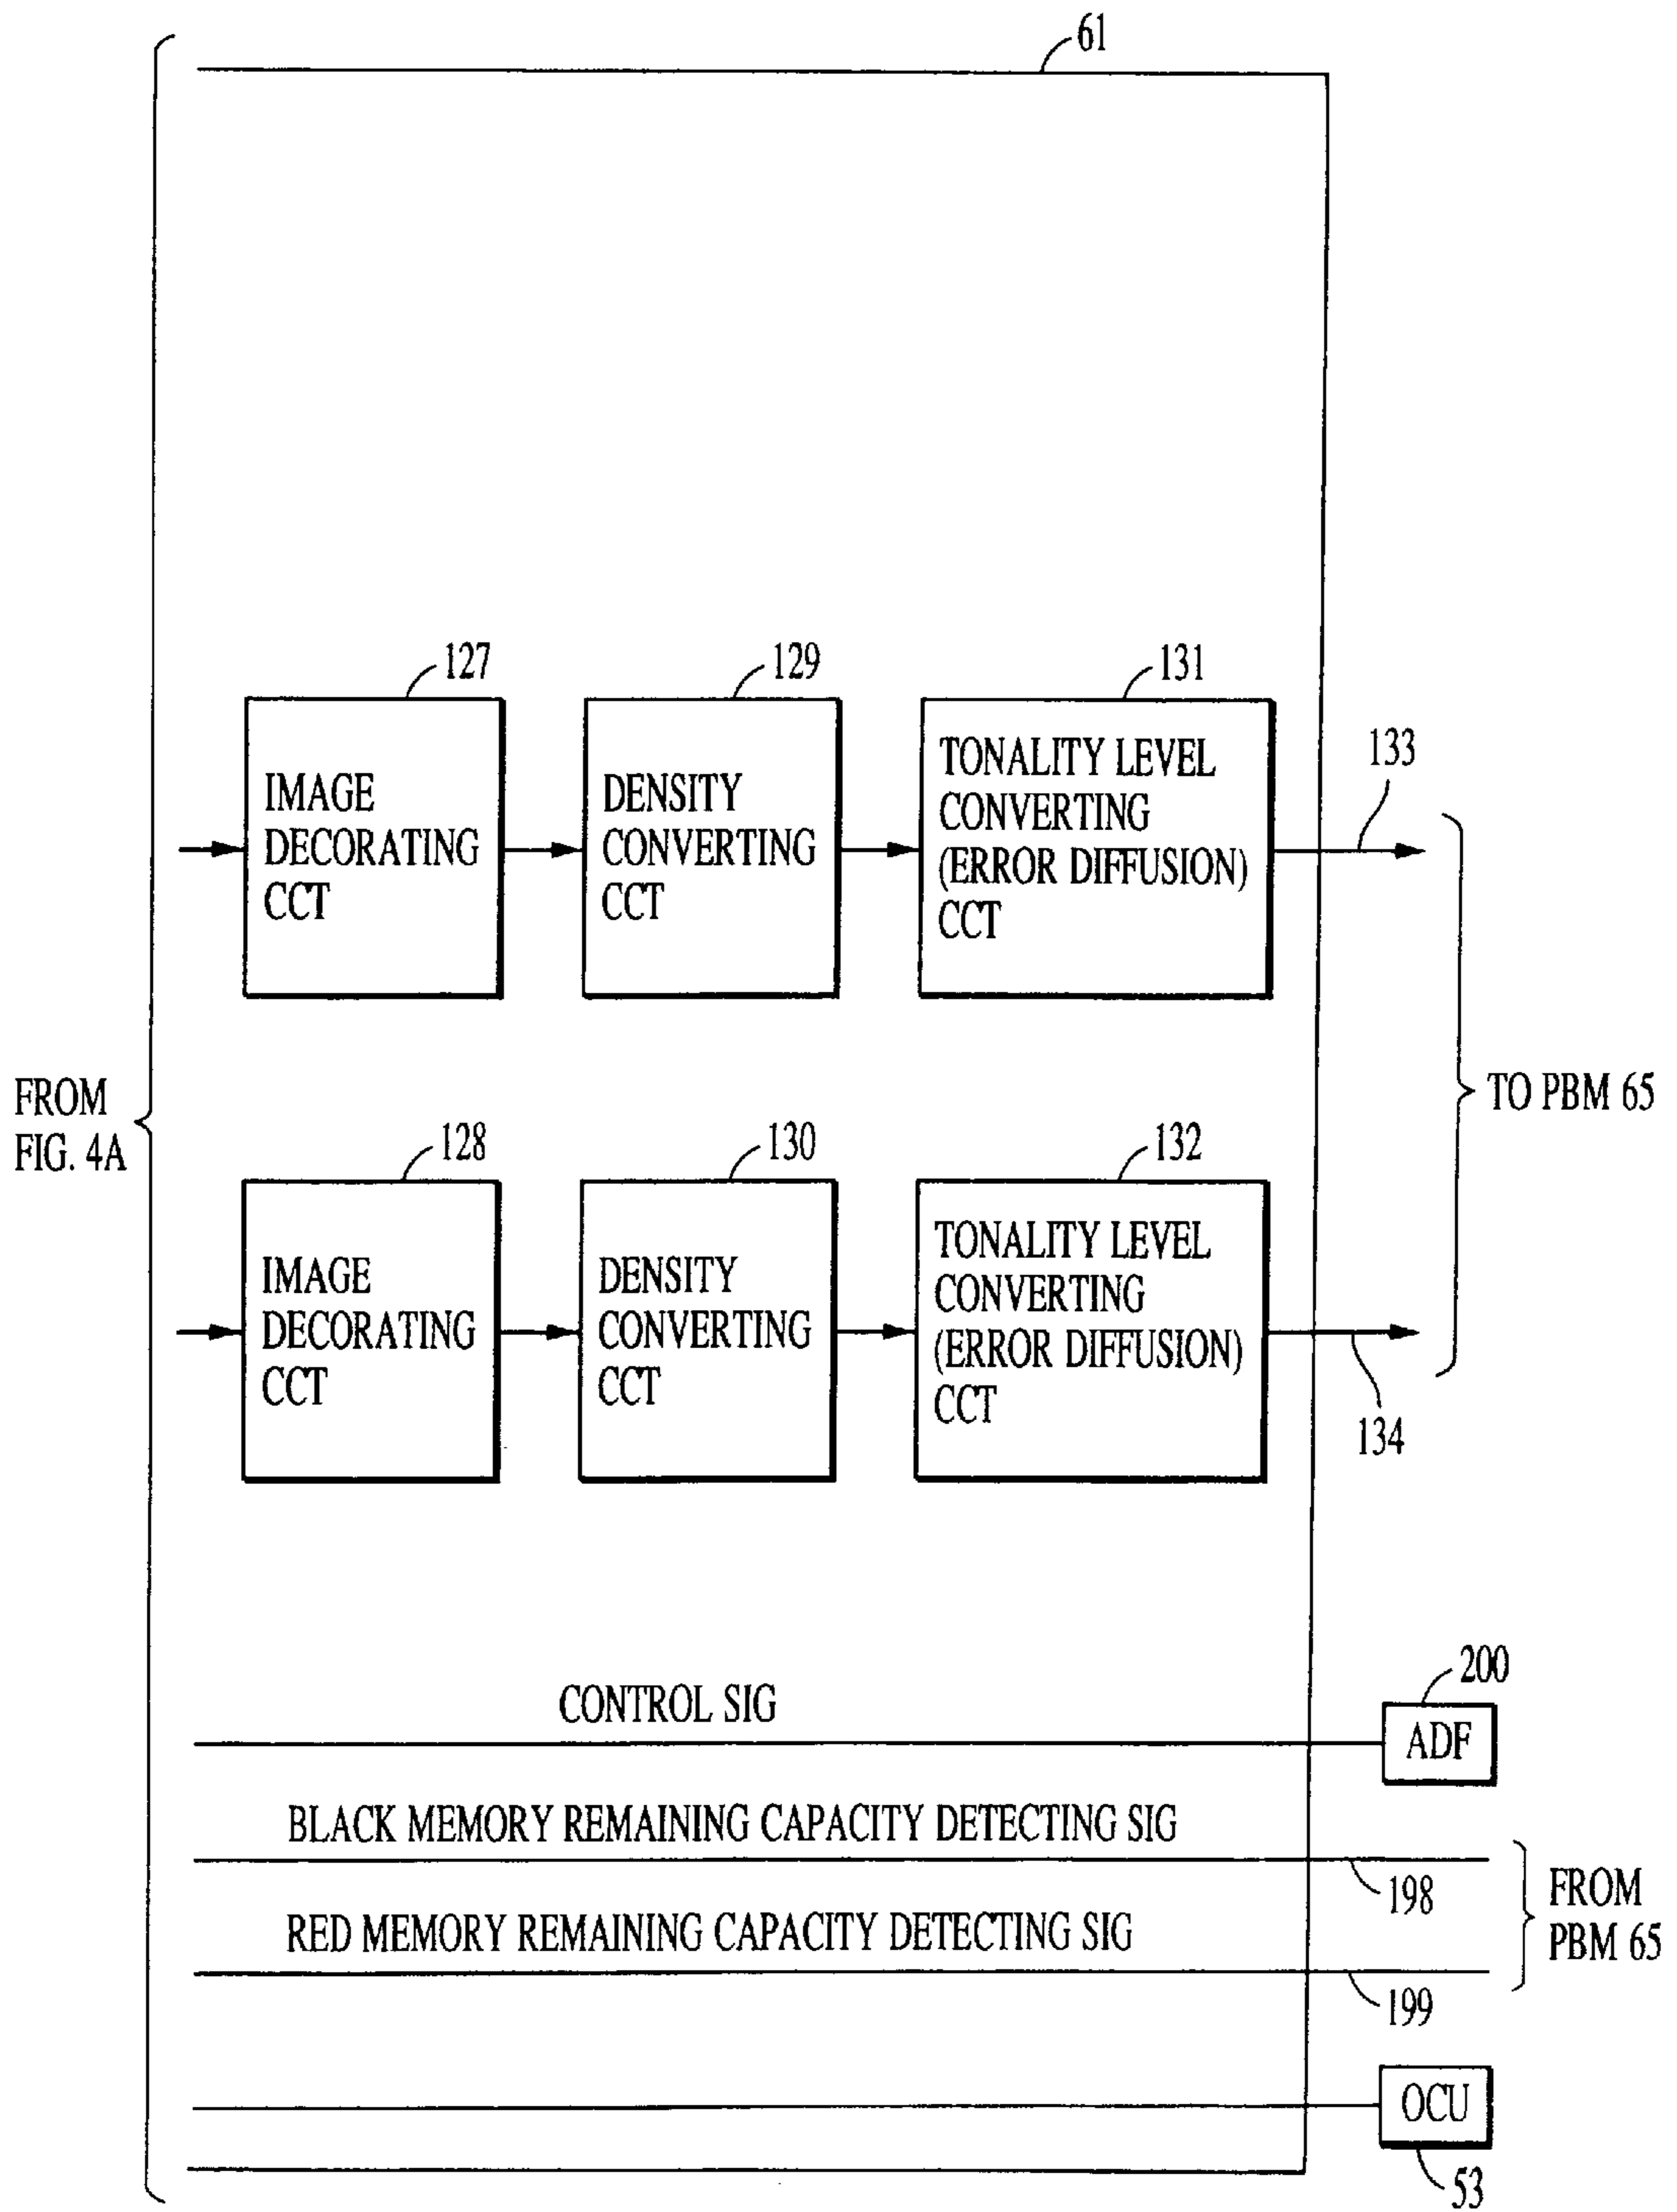 61
127
129
131
133
IMAGE
DECORATING
CCT
DENSITY
CONVERTING
CCT
TONALITY LEVEL
CONVERTING
(ERROR DIFFUSION)
CCT
FROM
FIG. 4A
TO PBM 65
128
130
132
IMAGE
DECORATING
CCT
DENSITY
CONVERTING
CCT
TONALITY LEVEL
CONVERTING
(ERROR DIFFUSION)
CCT
134
200
CONTROL SIG
ADF
BLACK MEMORY REMAINING CAPACITY DETECTING SIG
198
RED MEMORY REMAINING CAPACITY DETECTING SIG
199
FROM
PBM 65
OCU
53